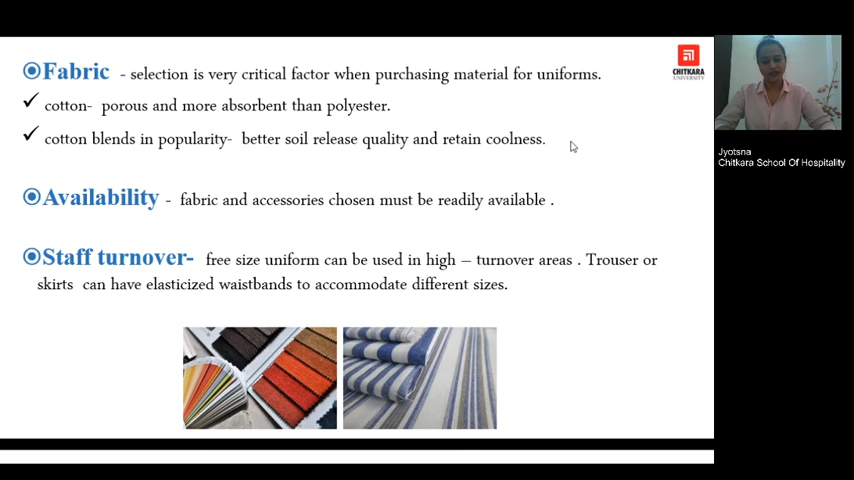 Fabric - selection is very critical factor when purchasing material for uniforms.
cotton- porous and more absorbent than polyester.
cotton blends in popularity- better soil release quality and retain coolness.
Availability - fabric and accessories chosen must be readily available .
Staff turnover- free size uniform can be used in high – turnover areas . Trouser or
skirts can have elasticized waistbands to accommodate different sizes.
CHITKARA
UNIVERSITY
Jyotsna
Chitkara School Of Hospitality